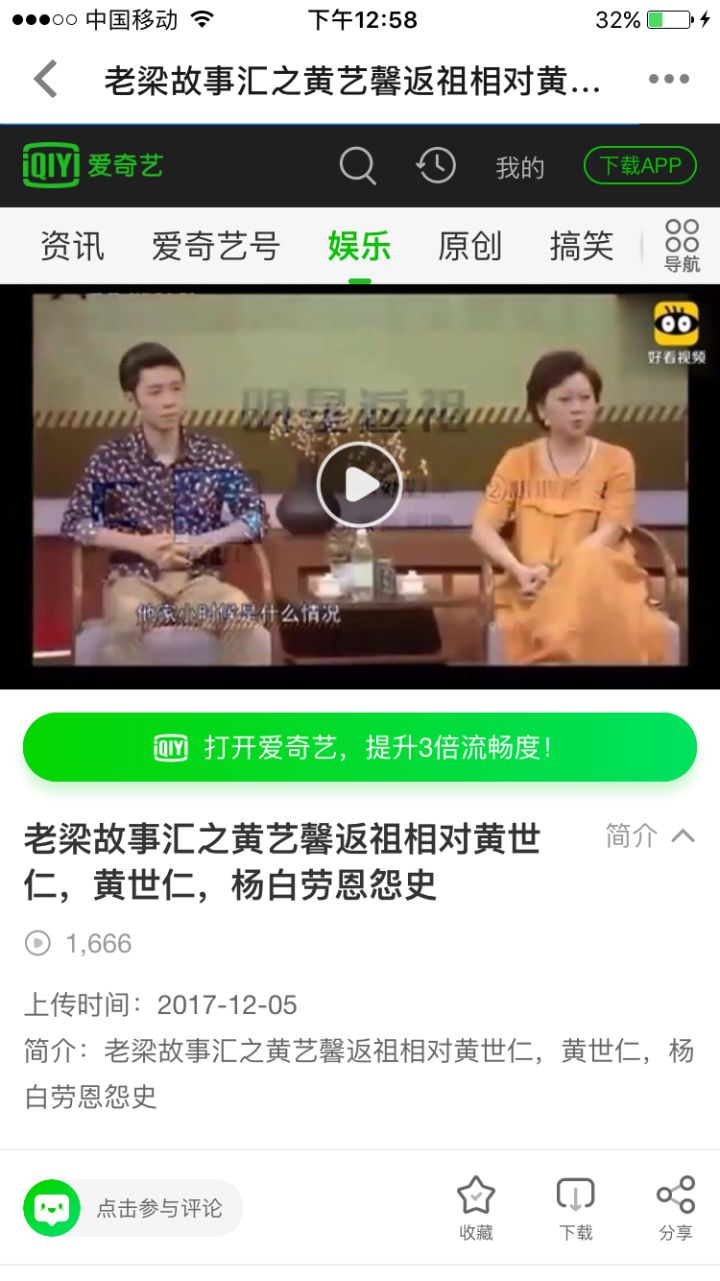 中国移动
下午12:58
32%
老梁故事汇之黄艺馨返祖相对黄...
iQIYI 爱奇艺
我的
下载APP
资讯
爱奇艺号
娱乐
原创
搞笑
导航
好看视频
明星返祖
他家小时候是什么情况
iQIYI 打开爱奇艺，提升3倍流畅度！
老梁故事汇之黄艺馨返祖相对黄世
仁，黄世仁，杨白劳恩怨史
简介
1,666
上传时间：2017-12-05
简介：老梁故事汇之黄艺馨返祖相对黄世仁，黄世仁，杨
白劳恩怨史
点击参与评论
收藏
下载
分享